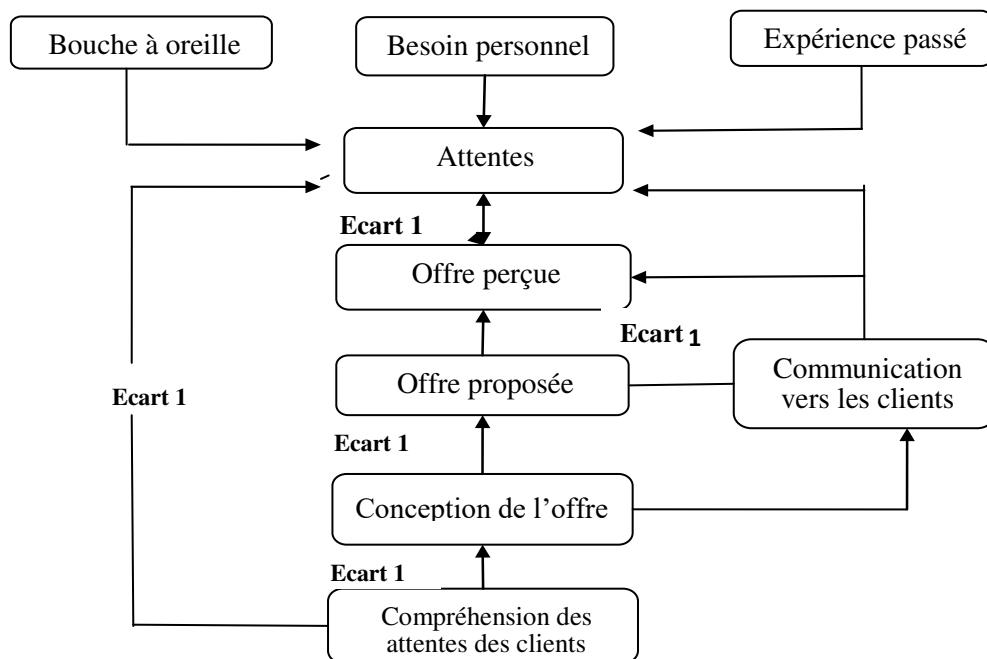 Bouche à oreille
Besoin personnel
Expérience passé
Attentes
Ecart 1
Offre perçue
Ecart 1
Offre proposée
Communication
vers les clients
Ecart 1
Ecart 1
Conception de l’offre
Ecart 1
Compréhension des
attentes des clients